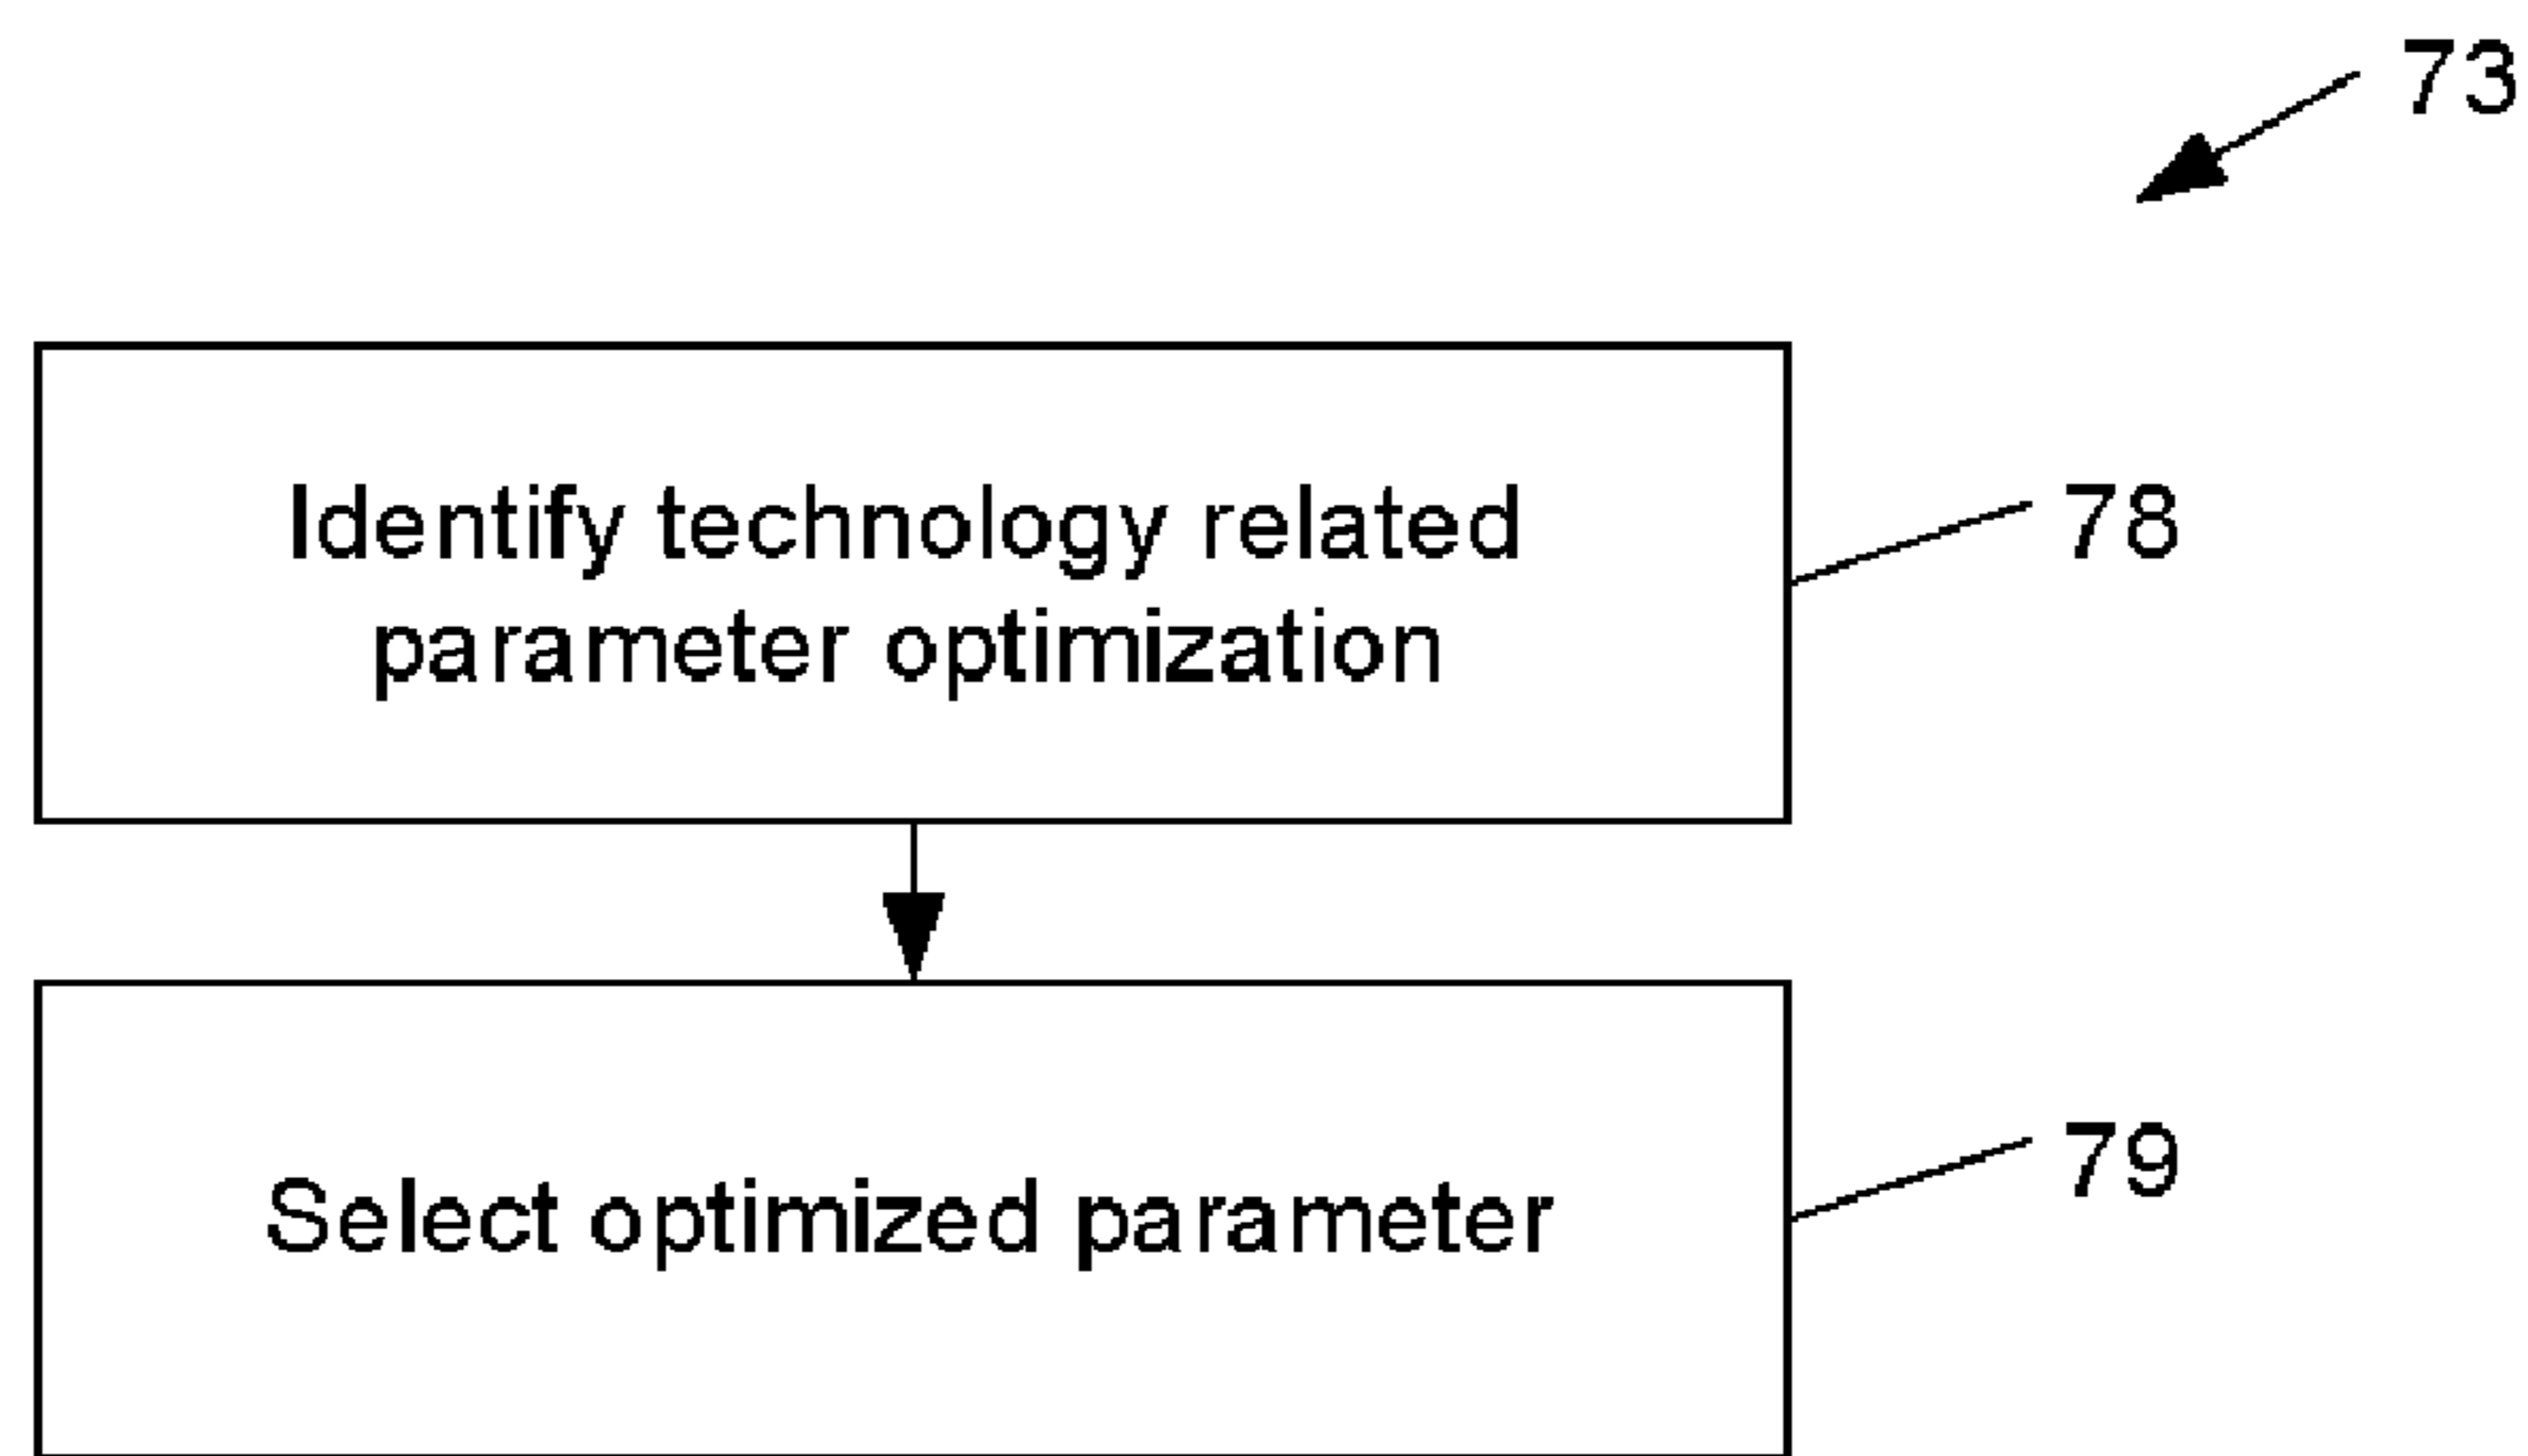 73
Identify technology related
parameter optimization
78
Select optimized parameter
79